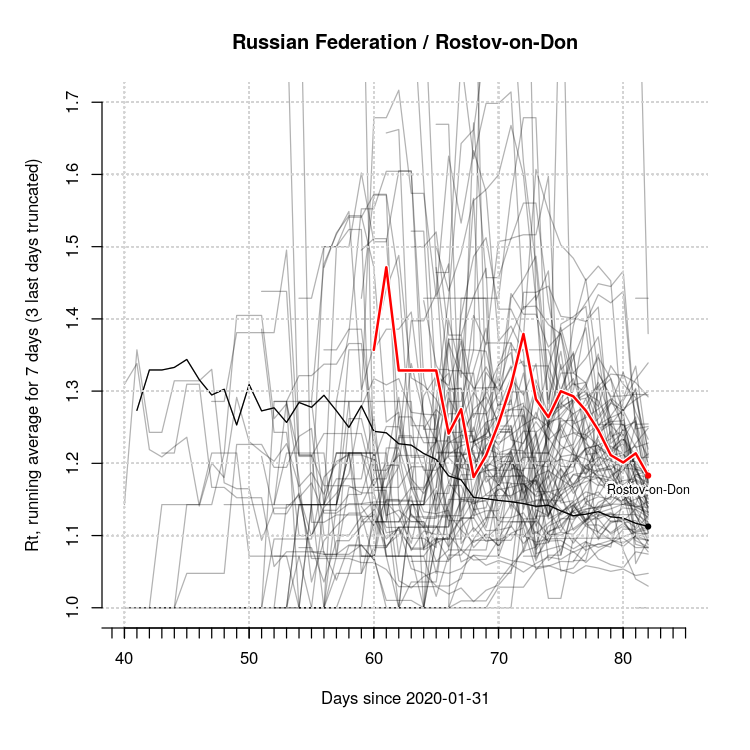 Russian Federation / Rostov-on-Don
Rt, running average for 7 days (3 last days truncated)
1.7
1.6
1.5
1.4
1.3
1.2
1.1
1.0
Rostov-on-Don
40 50 60 70 80
Days since 2020-01-31